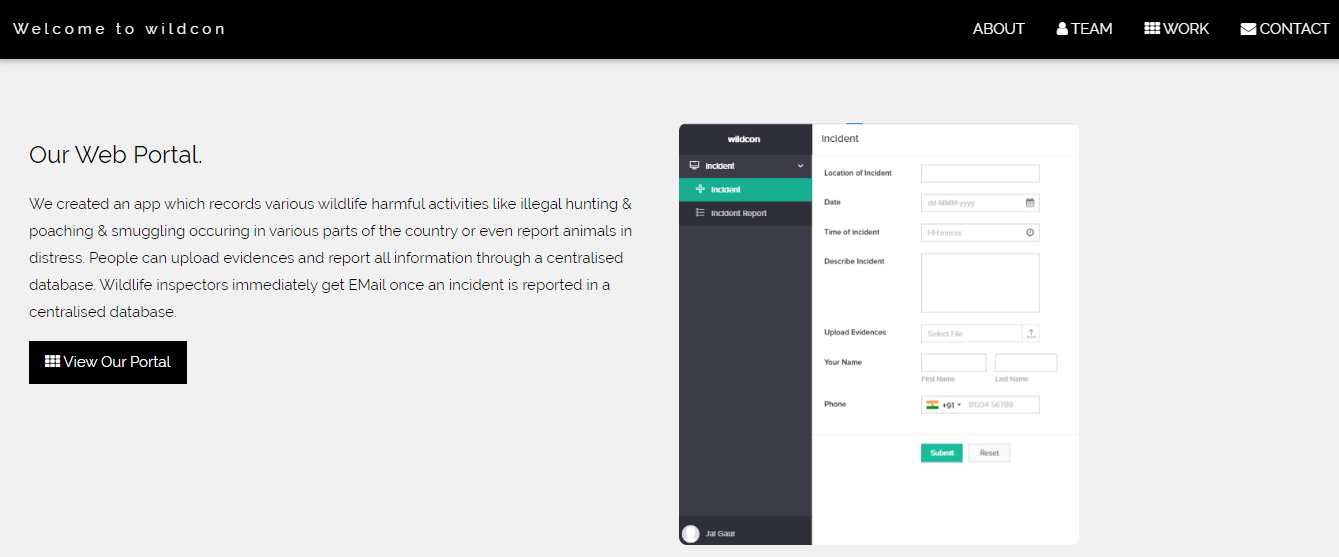 Welcome to wildcon
ABOUT
TEAM
WORK
CONTACT
Our Web Portal.
We created an app which records various wildlife harmful activities like illegal hunting &
poaching & smuggling occuring in various parts of the country or even report animals in
distress. People can upload evidences and report all information through a centralised
database. Wildlife inspectors immediately get EMail once an incident is reported in a
centralised database.
View Our Portal
wildcon
Incident
Incident
Incident Report
Jai Gaur
Incident
Location of Incident
Date
dd-MMM-yyyy
Time of incident
HH:mm:ss
Describe Incident
Upload Evidences
Select File
Your Name
First Name
Last Name
Phone
+91
81234 56789
Submit
Reset